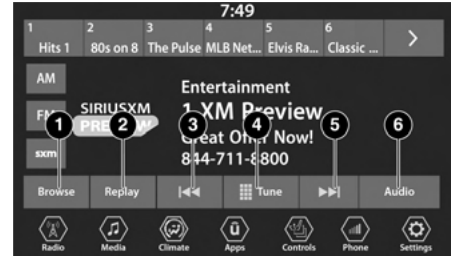 7:49
1 2 3 4 5 6
Hits 1 80s on 8 The Pulse MLB Net... Elvis Ra... Classic ...
AM
Entertainment
FM SIRIUSXM 1 XM Preview
PREVIEW
Great Offer Now!
sxm 844-711-8800
1 2 3 4 5 6
Browse Replay Tune Audio
Radio Media Climate Apps Controls Phone Settings